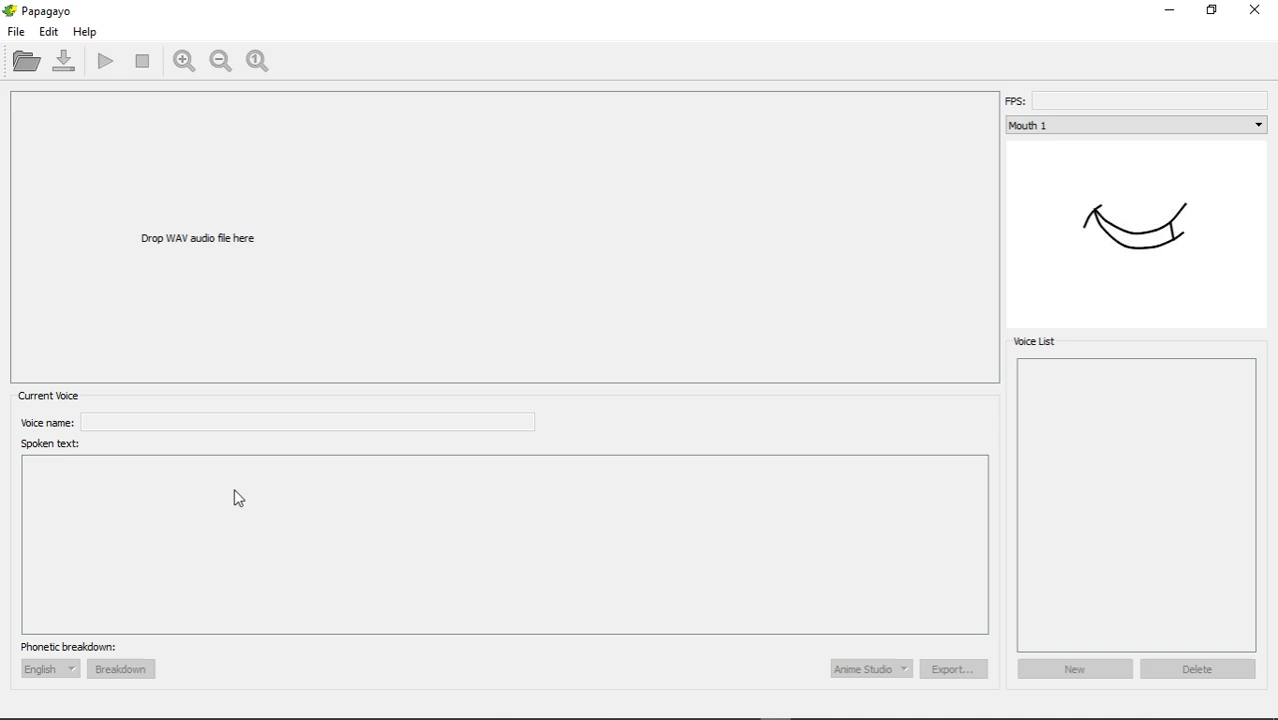 Papagayo
File Edit Help
FPS:
Mouth 1
Drop WAV audio file here
Voice List
Current Voice
Voice name:
Spoken text:
Phonetic breakdown:
English Breakdown Anime Studio Export... New Delete